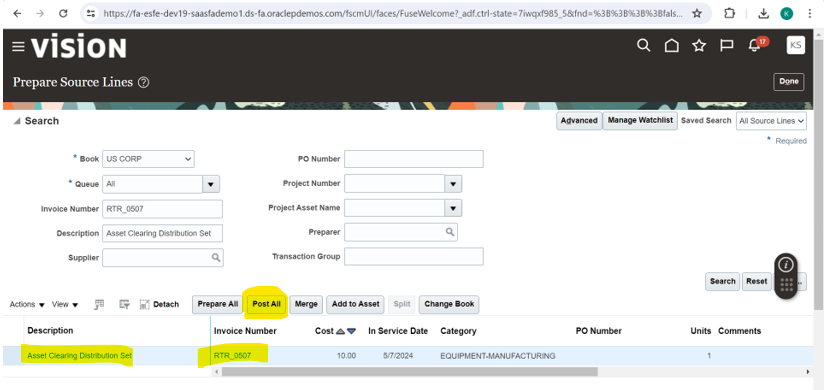 https://fa-esfe-dev19-saasfademo1.ds-fa.oraclepdemos.com/fscmUI/faces/FuseWelcome?_adf.ctrl-state=7iwqxf985_5&fnd=%3B%3B%3B%3Bfals...
K
VISION
17
KS
Prepare Source Lines
Done
Search
Advanced Manage Watchlist Saved Search All Source Lines
* Required
* Book US CORP PO Number
* Queue All Project Number
Invoice Number RTR_0507 Project Asset Name
Description Asset Clearing Distribution Set Preparer
Supplier Transaction Group
Search Reset
Actions View Detach Prepare All Post All Merge Add to Asset Split Change Book
Description Invoice Number Cost In Service Date Category PO Number Units Comments
Asset Clearing Distribution Set RTR_0507 10.00 5/7/2024 EQUIPMENT-MANUFACTURING 1